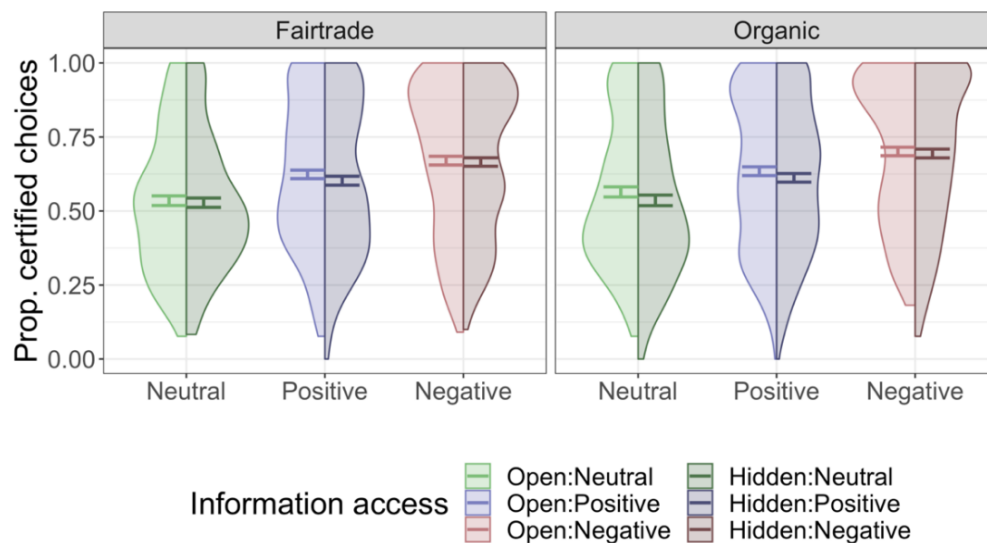 Fairtrade Organic
Prop. certified choices
1.00
0.75
0.50
0.25
0.00
Neutral Positive Negative Neutral Positive Negative
Information access
Open:Neutral Hidden:Neutral
Open:Positive Hidden:Positive
Open:Negative Hidden:Negative